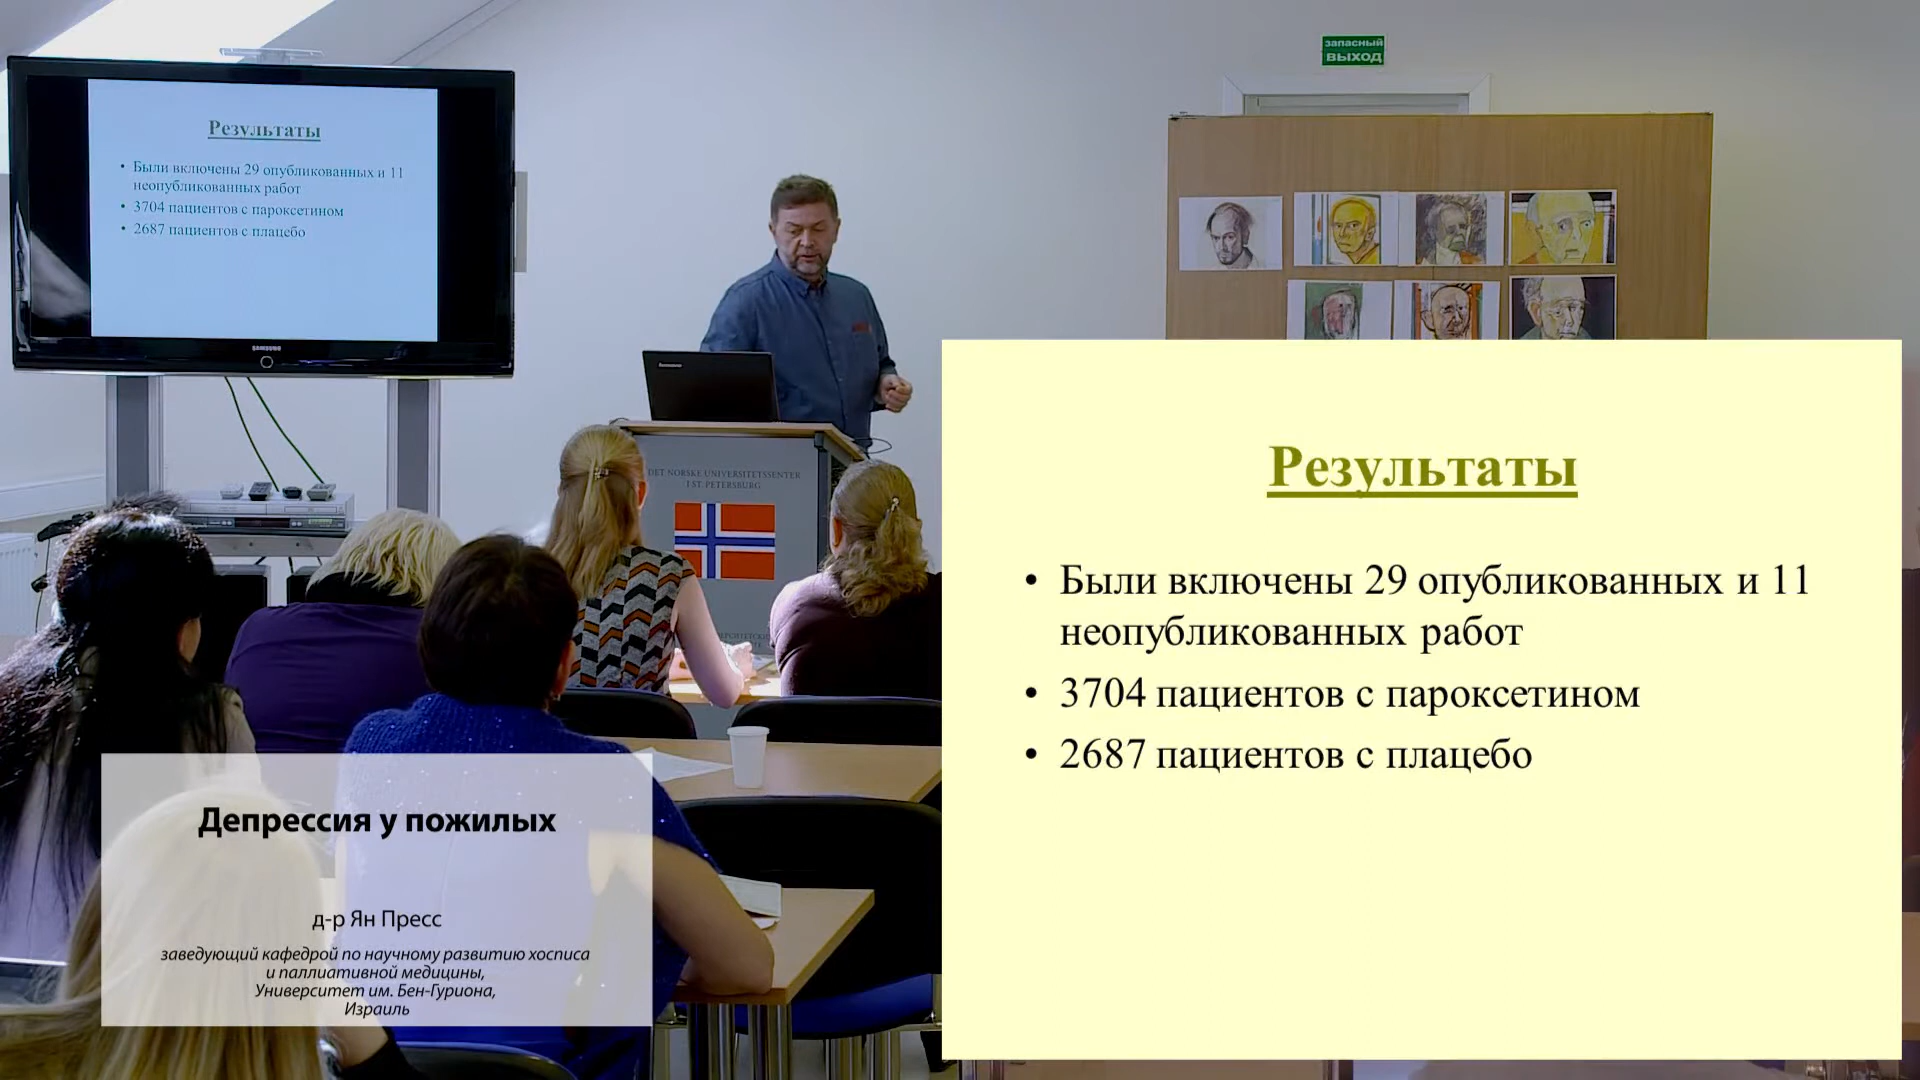 запасный
выход
Результаты
• Были включены 29 опубликованных и 11
неопубликованных работ
• 3704 пациентов с пароксетином
• 2687 пациентов с плацебо
SAMSUNG
DET NORSKE UNIVERSITETSSENTER
I ST. PETERSBURG
Результаты
• Были включены 29 опубликованных и 11
неопубликованных работ
• 3704 пациентов с пароксетином
• 2687 пациентов с плацебо
Депрессия у пожилых
д-р Ян Пресс
заведующий кафедрой по научному развитию хосписа
и паллиативной медицины,
Университет им. Бен-Гуриона,
Израиль